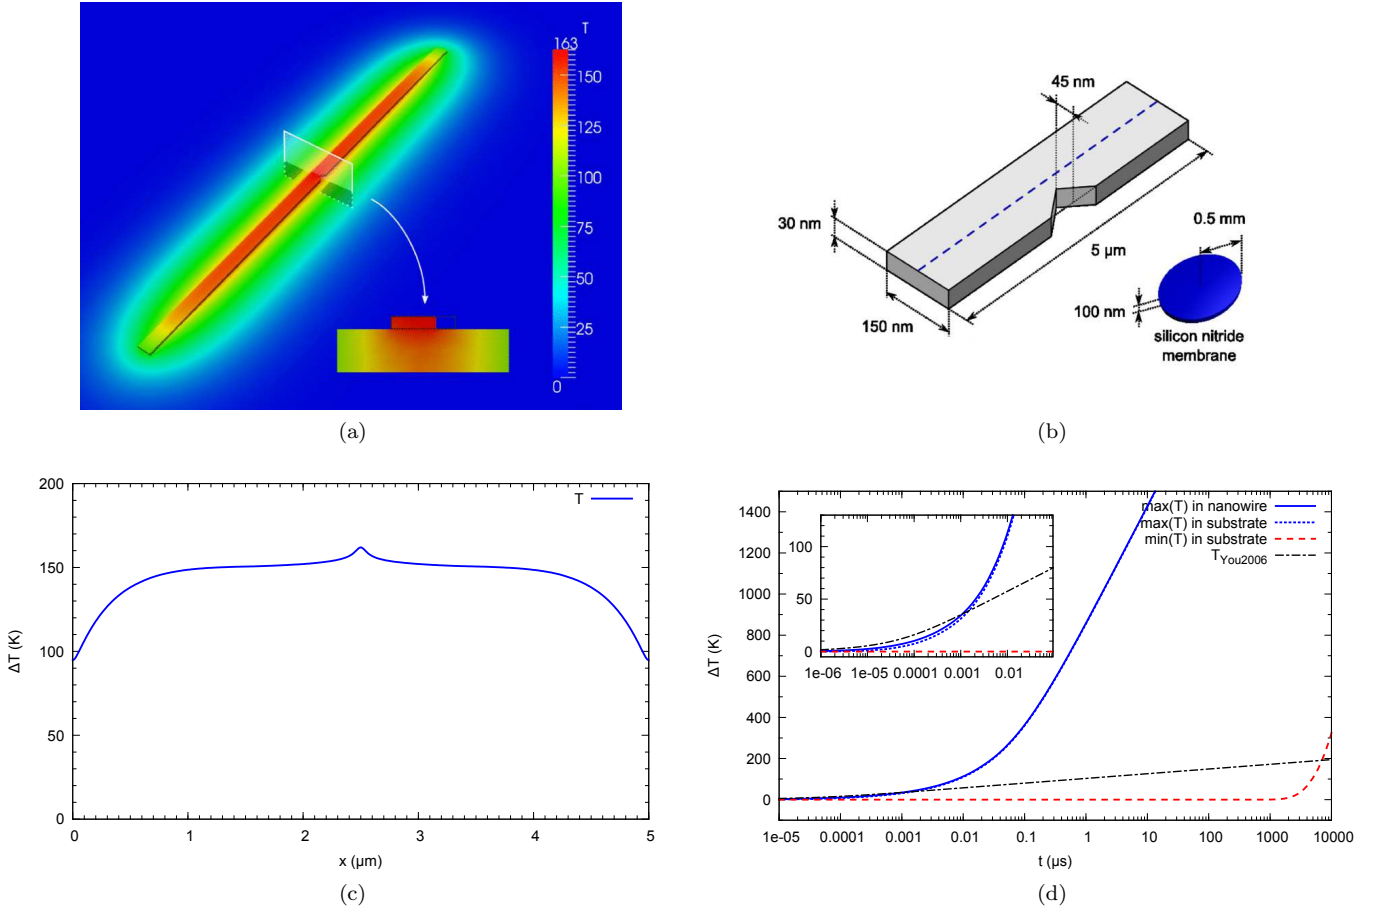 T
163
150
125
100
75
50
25
0
(a)
45 nm
30 nm
150 nm
5 µm
0.5 mm
100 nm
silicon nitride
membrane
(b)
200
150
100
50
0
ΔT (K)
T
0 1 2 3 4 5
x (µm)
(c)
1400
1200
1000
800
600
400
200
0
ΔT (K)
max(T) in nanowire
max(T) in substrate
min(T) in substrate
T_You2006
100
50
0
1e-06 1e-05 0.0001 0.001 0.01
1e-05 0.0001 0.001 0.01 0.1 1 10 100 1000 10000
t (µs)
(d)